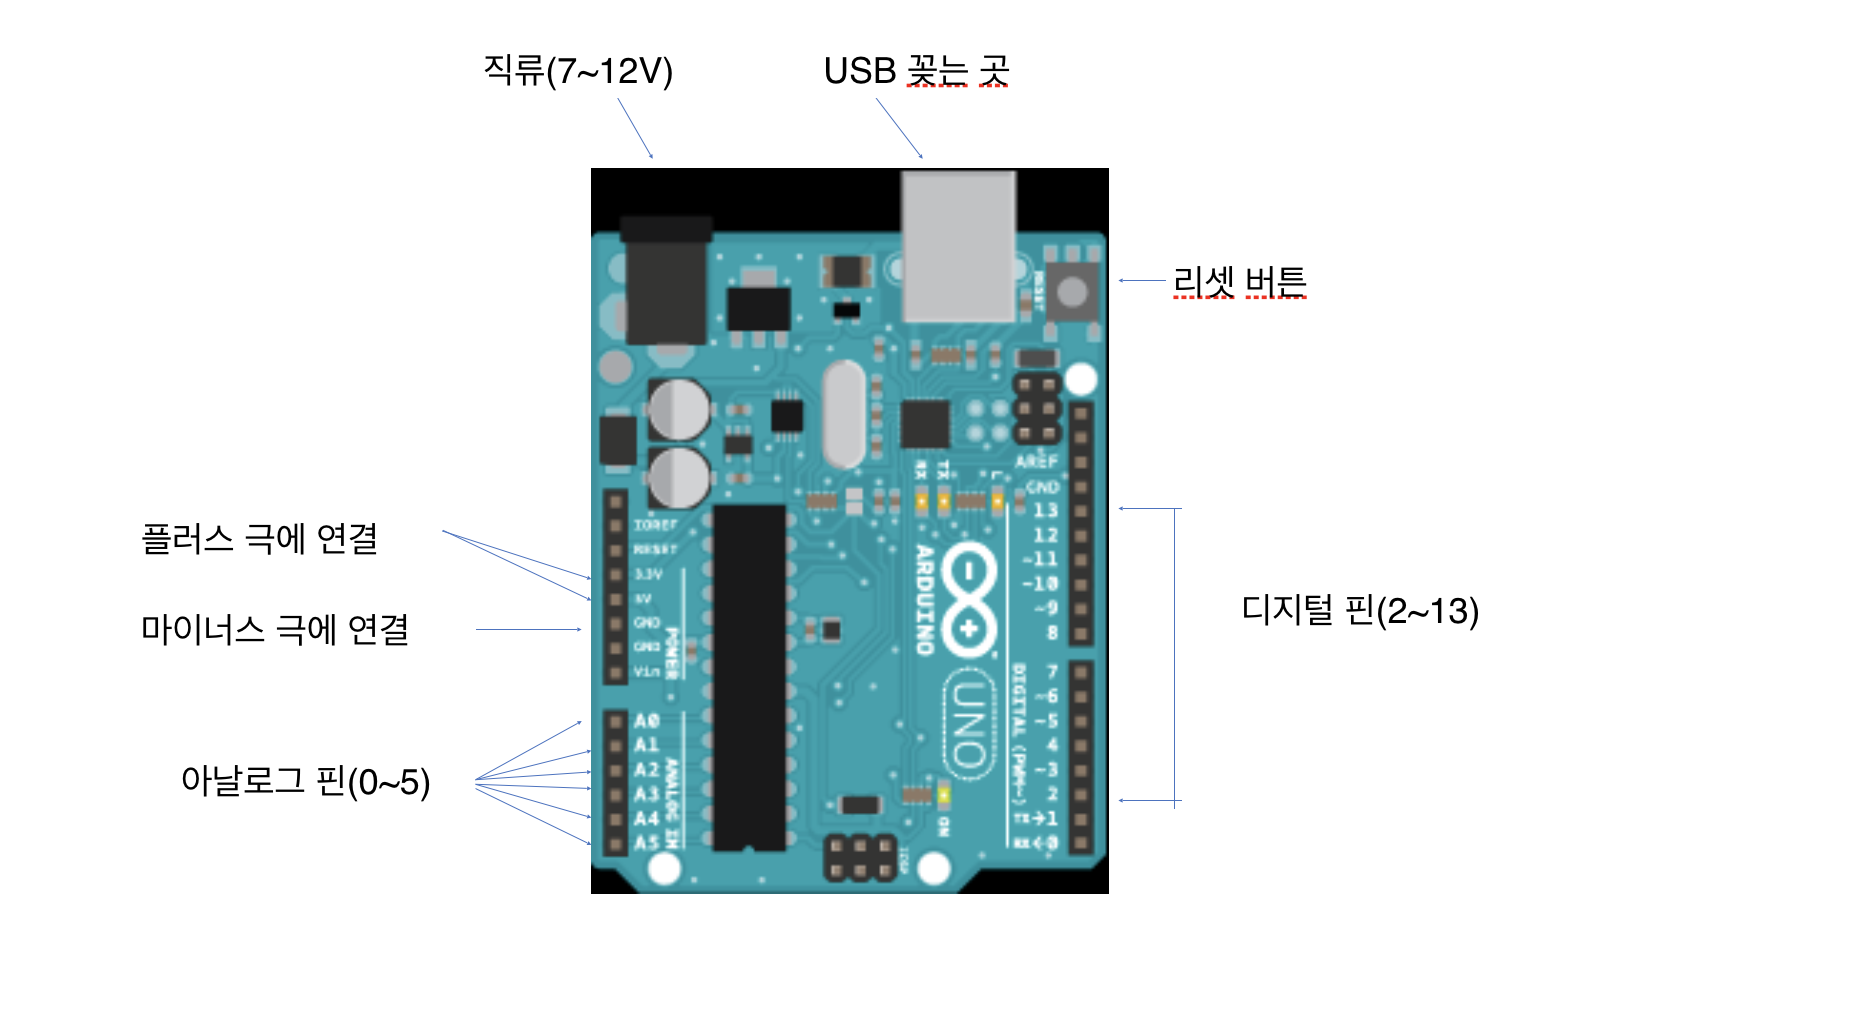 직류(7~12V)
USB 꽂는 곳
리셋 버튼
플러스 극에 연결
마이너스 극에 연결
아날로그 핀(0~5)
디지털 핀(2~13)
RESET
RX
TX
L
AREF
GND
13
12
~11
~10
~9
8
7
~6
~5
4
~3
2
TX→1
RX←0
DIGITAL (PWM~)
IOREF
RESET
3.3V
5V
GND
GND
Vin
POWER
A0
A1
A2
A3
A4
A5
ANALOG IN
ARDUINO
UNO
ON
ICSP